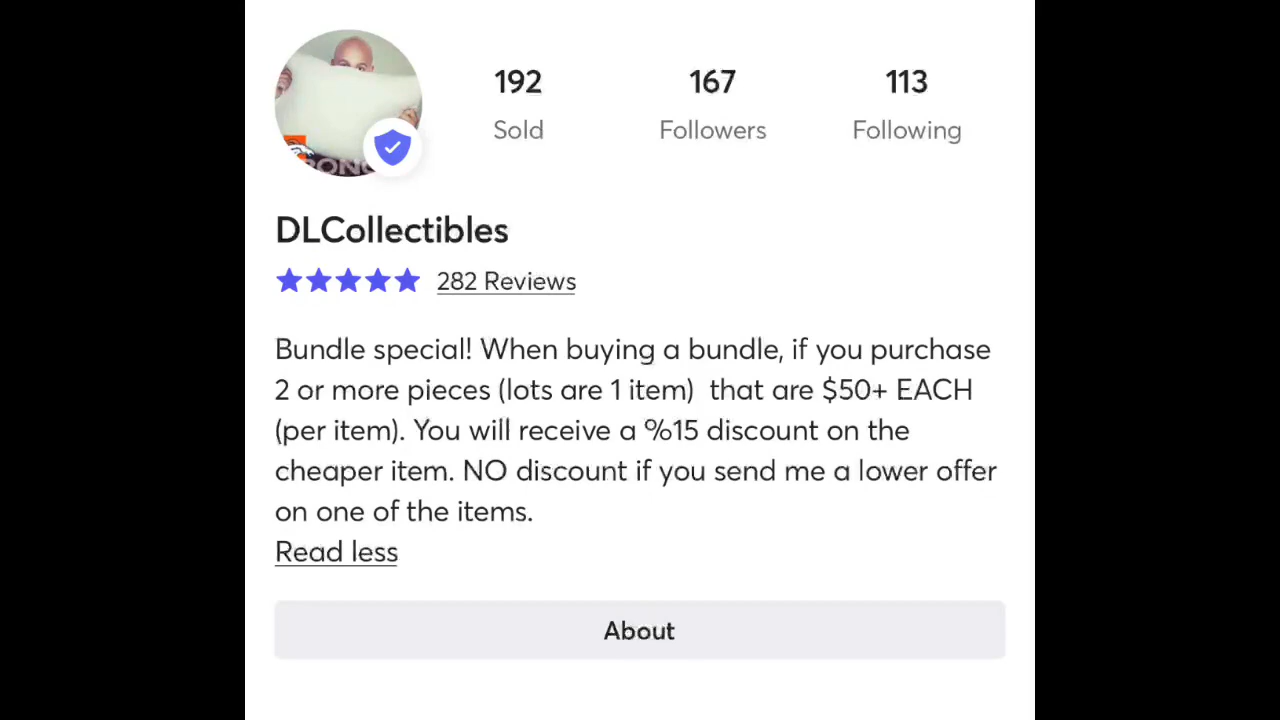 192 167 113
Sold Followers Following
RONC
DLCollectibles
282 Reviews
Bundle special! When buying a bundle, if you purchase
2 or more pieces (lots are 1 item)  that are $50+ EACH
(per item). You will receive a %15 discount on the
cheaper item. NO discount if you send me a lower offer
on one of the items.
Read less
About